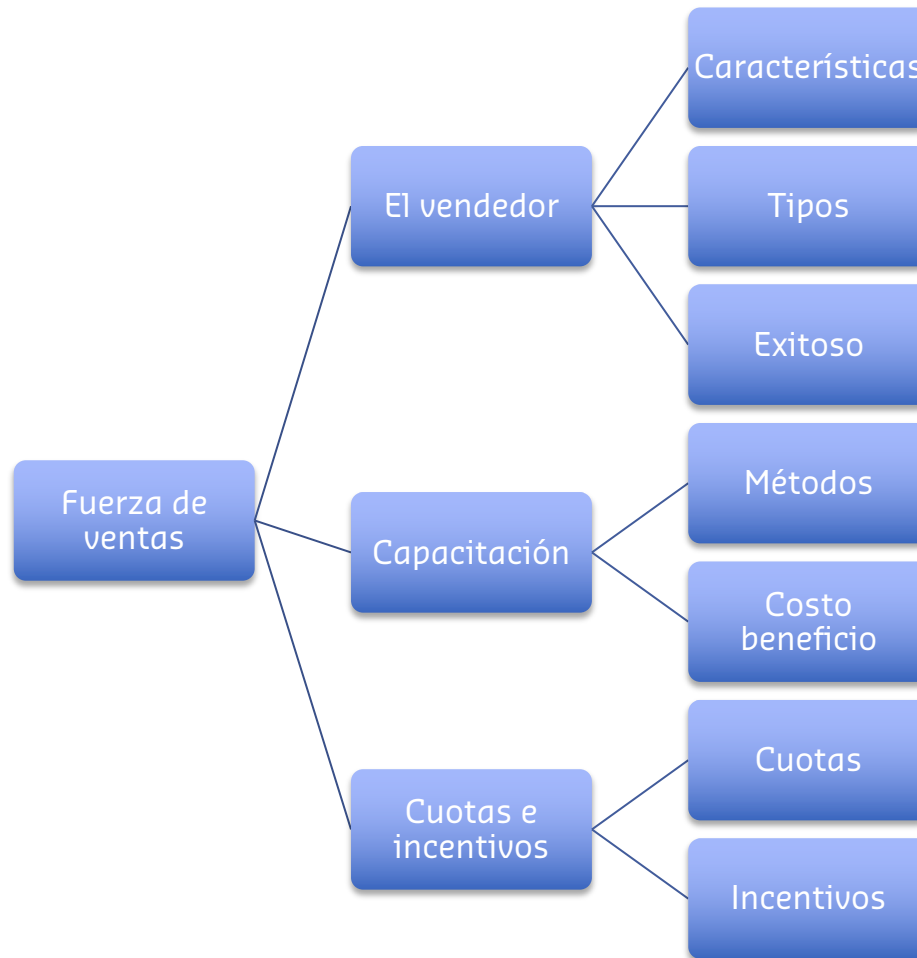 Fuerza de
ventas
El vendedor
Características
Tipos
Exitoso
Capacitación
Métodos
Costo
beneficio
Cuotas e
incentivos
Cuotas
Incentivos